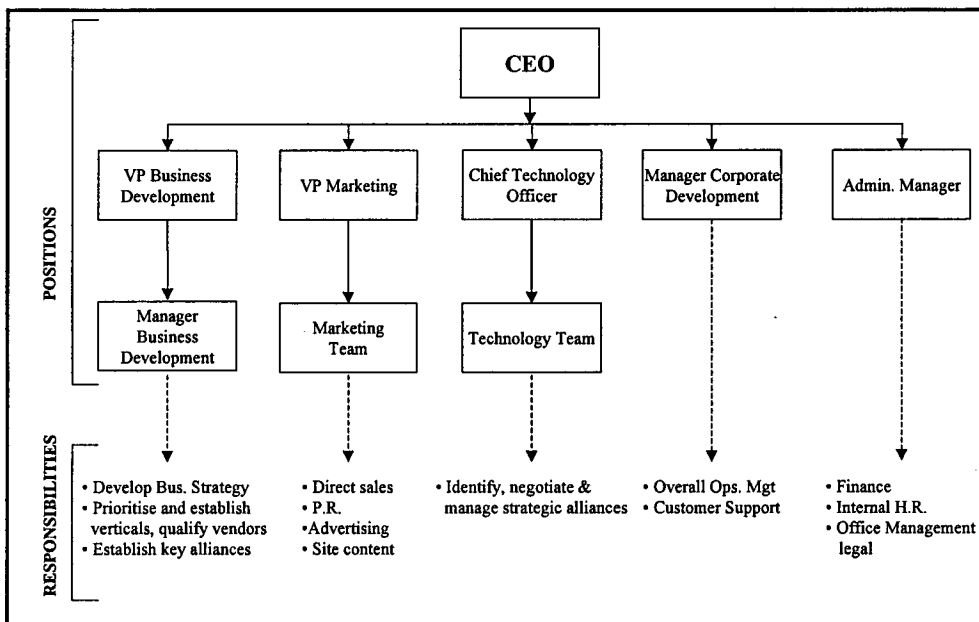 CEO
VP Business
Development
VP Marketing
Chief Technology
Officer
Manager Corporate
Development
Admin. Manager
POSITIONS
Manager
Business
Development
Marketing
Team
Technology Team
RESPONSIBILITIES
• Develop Bus. Strategy
• Prioritise and establish
verticals, qualify vendors
• Establish key alliances
• Direct sales
• P.R.
•Advertising
• Site content
• Identify, negotiate &
manage strategic alliances
• Overall Ops. Mgt
• Customer Support
• Finance
• Internal H.R.
• Office Management
legal